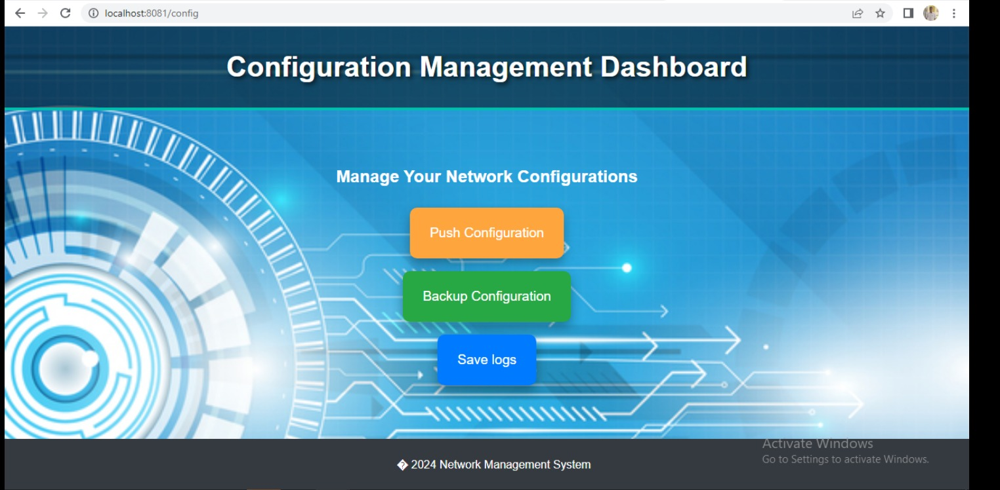 localhost:8081/config
Configuration Management Dashboard
Manage Your Network Configurations
Push Configuration
Backup Configuration
Save logs
� 2024 Network Management System
Activate Windows
Go to Settings to activate Windows.